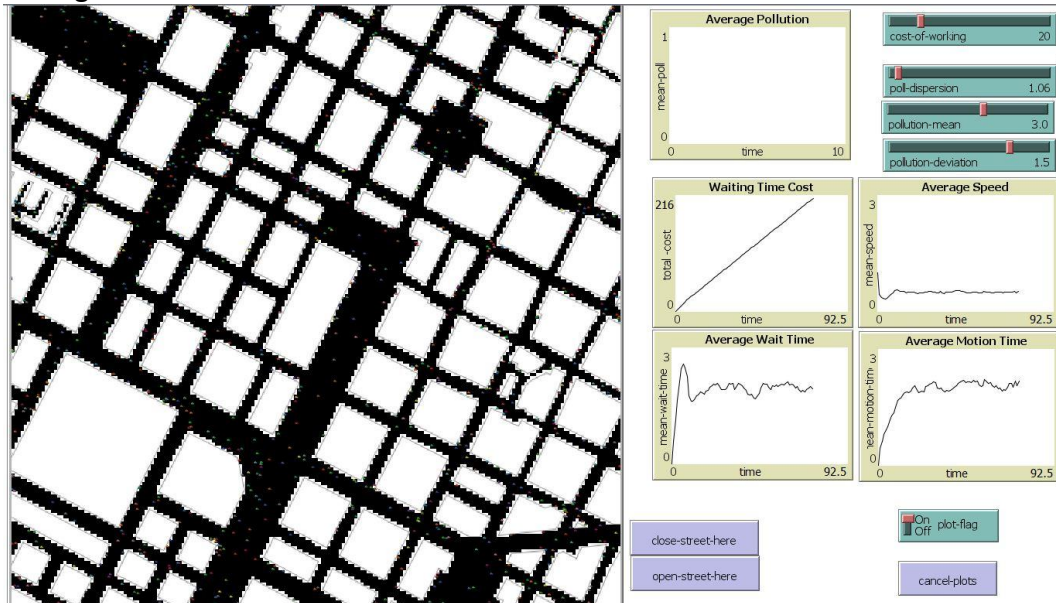 Average Pollution
1
mean-poll
0
0
time
10
cost-of-working
20
poll-dispersion
1.06
pollution-mean
3.0
pollution-deviation
1.5
Waiting Time Cost
216
total -cost
0
0
time
92.5
Average Speed
3
mean-speed
0
0
time
92.5
Average Wait Time
3
mean-wait-time
0
0
time
92.5
Average Motion Time
3
nean-motion-tim
0
0
time
92.5
close-street-here
open-street-here
On
Off
plot-flag
cancel-plots